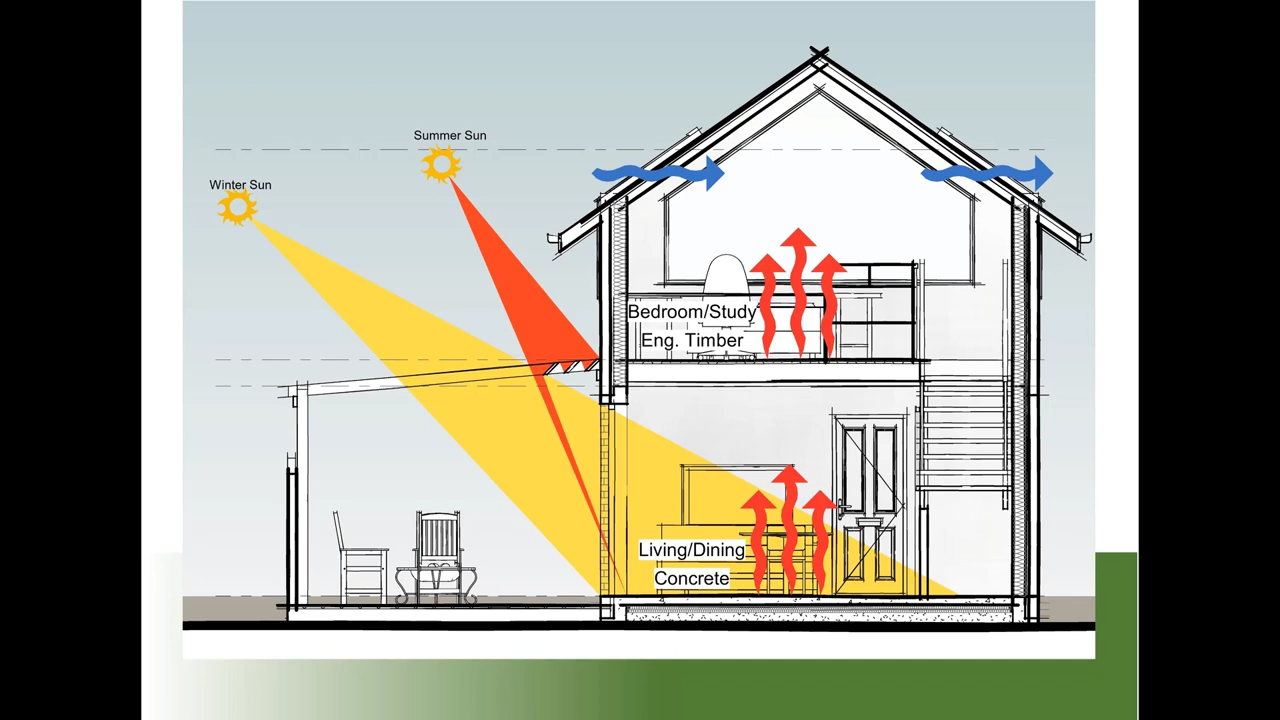 Summer Sun
Winter Sun
Bedroom/Study
Eng. Timber
Living/Dining
Concrete